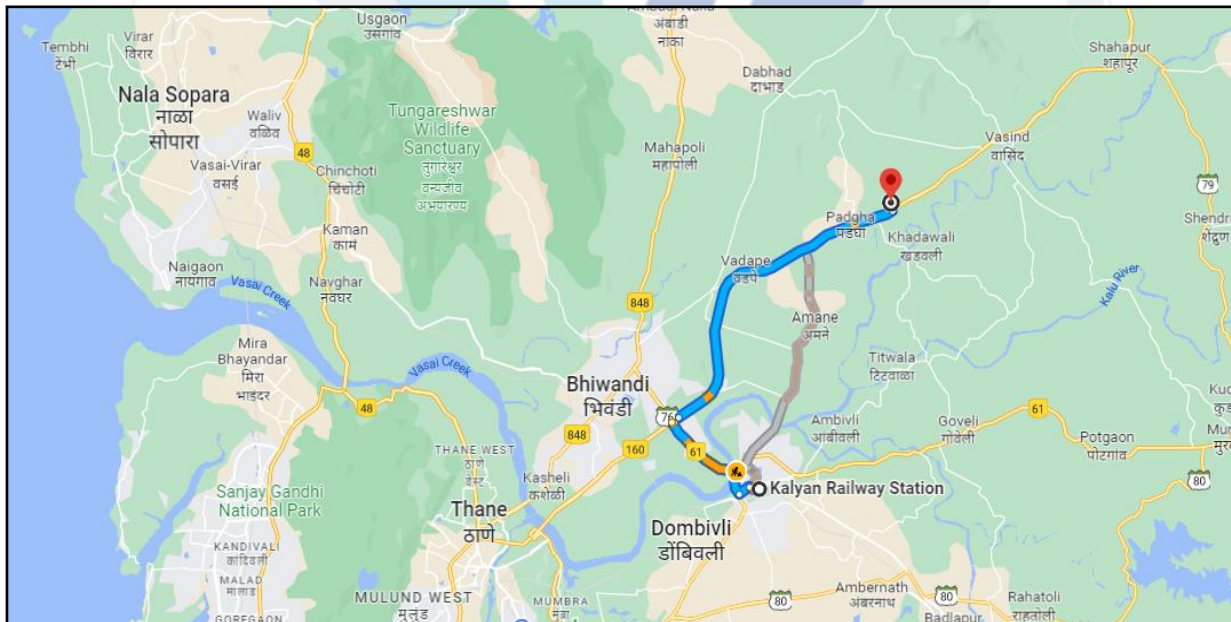 Usgaon
उसगांव
Tembhi
टेंभी
Virar
विरार
अंबाडी
नाका
Shahapur
शहापूर
Dabhad
दाभाड
Nala Sopara
नाळा
सोपारा
Waliv
वळिव
Tungareshwar
Wildlife
Sanctuary
तुंगारेश्वर
वन्यजीव
अभयारण्य
Mahapoli
महापोली
Vasind
वासिंद
48
Vasai-Virar
वसई
Chinchoti
चिंचोटी
79
Kaman
कामं
Padgha
पडघा
Khadawali
खडवली
Naigaon
नायगाव
Navghar
नवघर
Vasai Creek
Vadape
वडपे
Kalu River
848
Amane
अमने
Mira
Bhayandar
मिरा
भाइंदर
Vasai Creek
Titwala
टिटवाळा
Bhiwandi
भिवंडी
48
76
Ambivli
आंबीवली
Goveli
गोवेली
61
Potgaon
पोटगांव
848
160
61
THANE WEST
ठाणे
वेस्ट
Kasheli
कशेळी
80
Sanjay Gandhi
National Park
Kalyan Railway Station
Thane
ठाणे
Dombivli
डोंबिवली
KANDIVALI
कांदिवली
MALAD
मालाड
GOREGAON
MULUND WEST
मुलुंड
MUMBRA
80
Ambernath
अंबरनाथ
80
Rahatoli
राहतोली
Badlapur